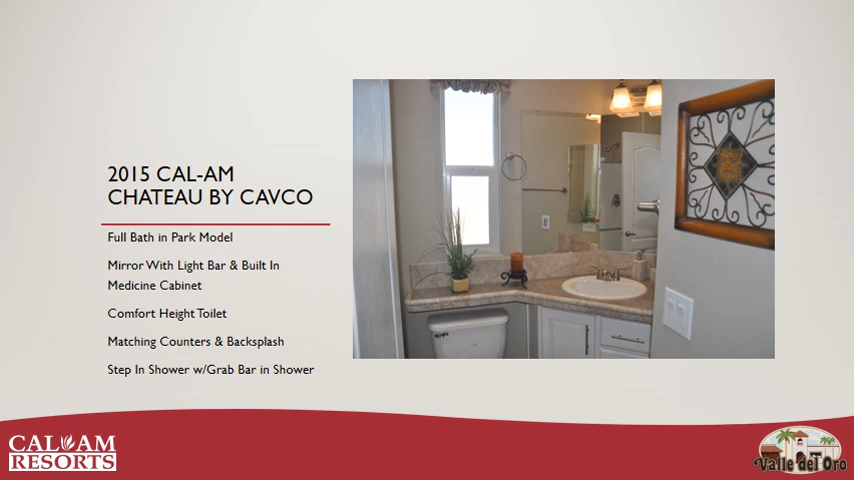 2015 CAL-AM
CHATEAU BY CAVCO
Full Bath in Park Model
Mirror With Light Bar & Built In
Medicine Cabinet
Comfort Height Toilet
Matching Counters & Backsplash
Step In Shower w/Grab Bar in Shower
CAL AM
RESORTS
Valle del Oro